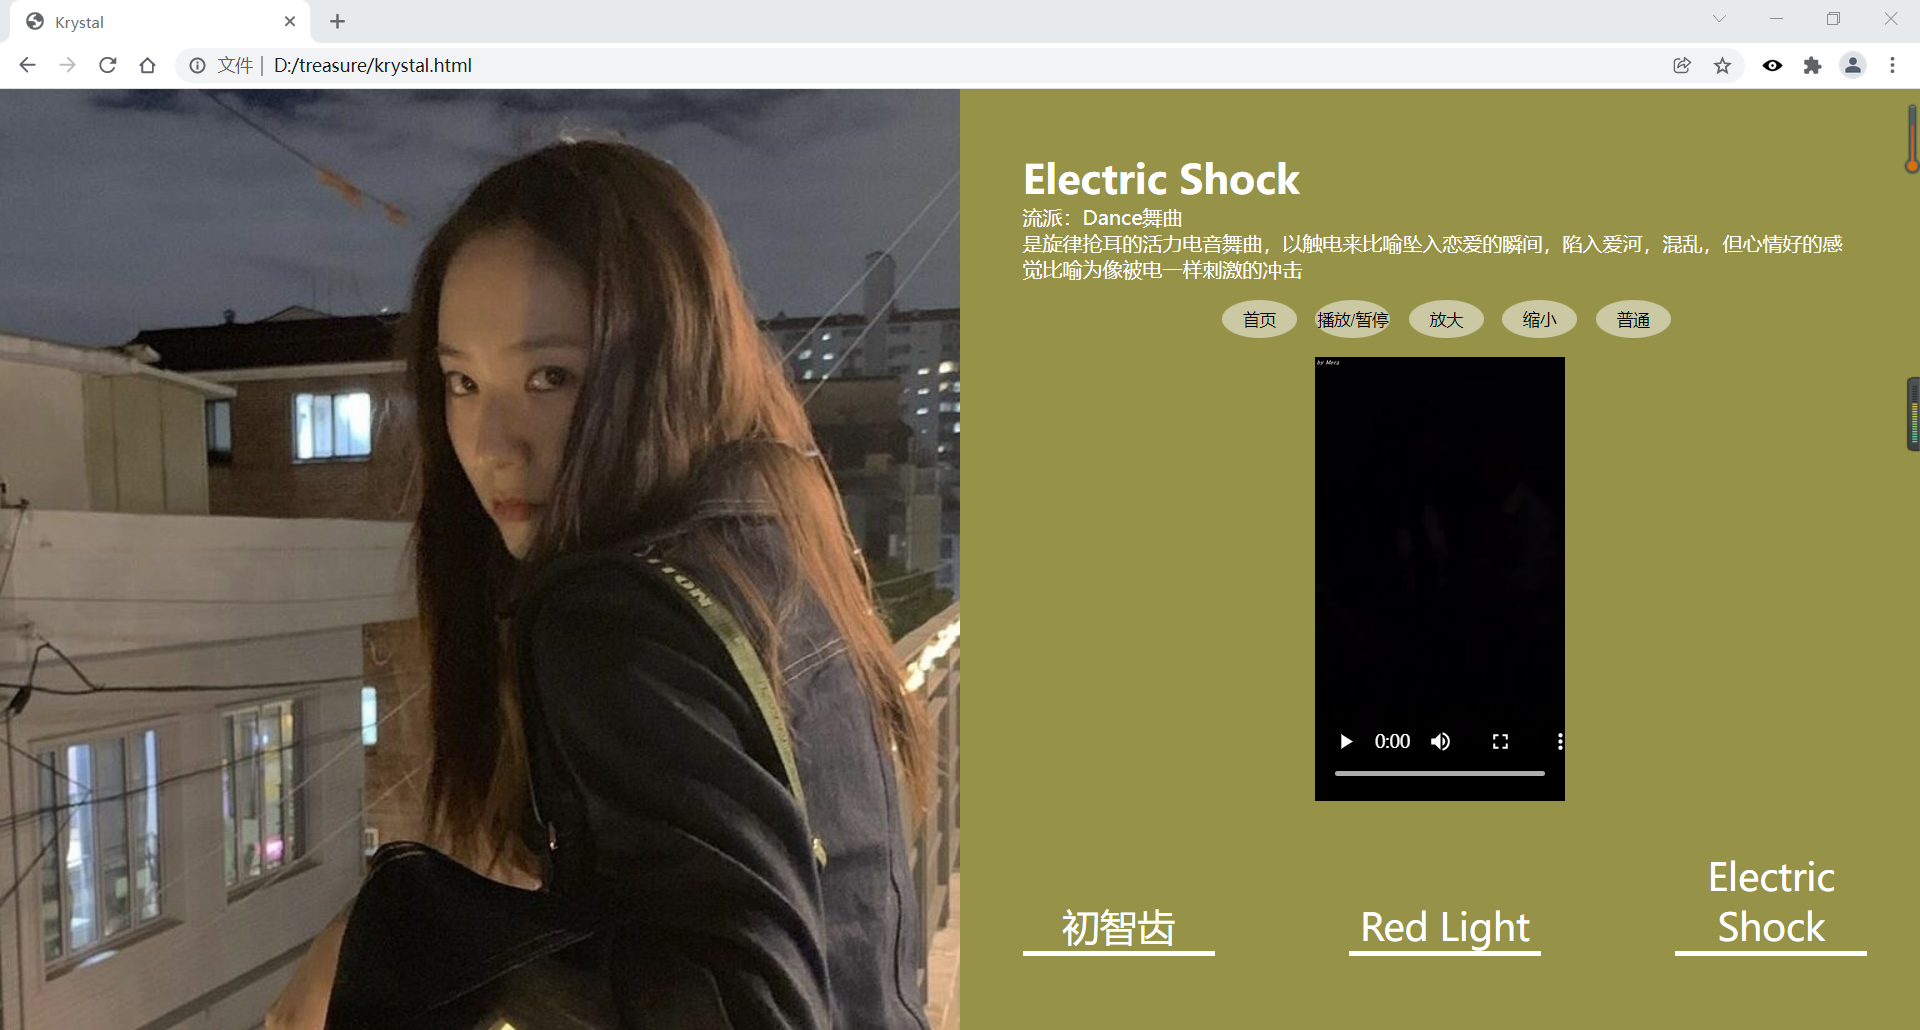 Krystal
文件 | D:/treasure/krystal.html
Electric Shock
流派：Dance舞曲
是旋律抢耳的活力电音舞曲，以触电来比喻坠入恋爱的瞬间，陷入爱河，混乱，但心情好的感
觉比喻为像被电一样刺激的冲击
首页 播放/暂停 放大 缩小 普通
by Mera
0:00
初智齿
Red Light
Electric
Shock